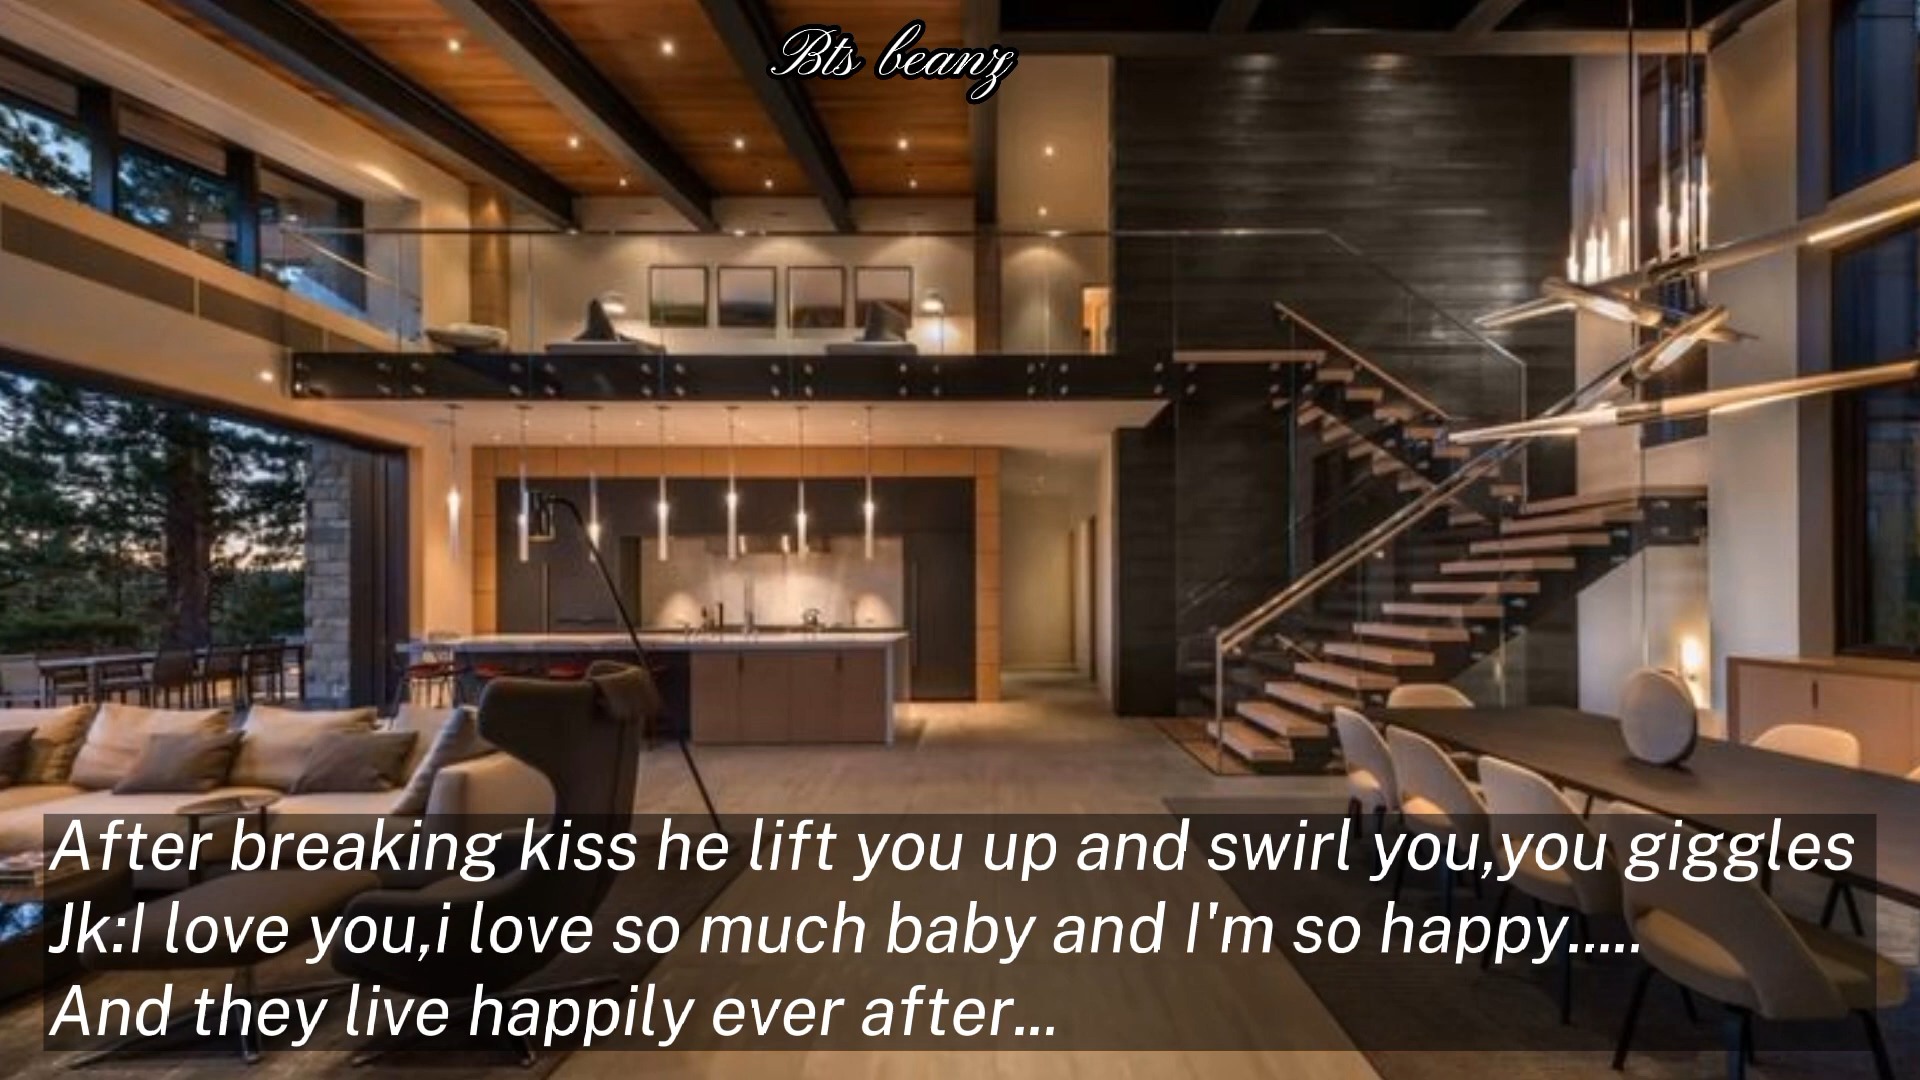 Bts beanz
After breaking kiss he lift you up and swirl you,you giggles
Jk:I love you,i love so much baby and I'm so happy.....
And they live happily ever after...